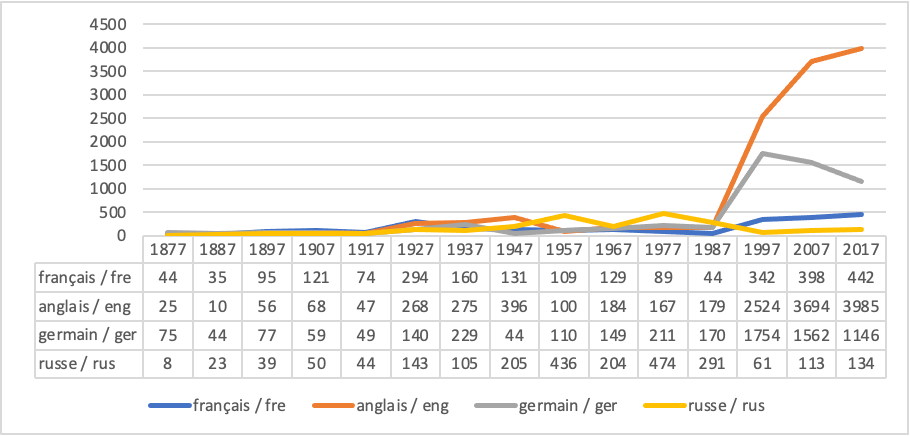 4500
4000
3500
3000
2500
2000
1500
1000
500
0
1877 1887 1897 1907 1917 1927 1937 1947 1957 1967 1977 1987 1997 2007 2017
français / fre 44 35 95 121 74 294 160 131 109 129 89 44 342 398 442
anglais / eng 25 10 56 68 47 268 275 396 100 184 167 179 2524 3694 3985
germain / ger 75 44 77 59 49 140 229 44 110 149 211 170 1754 1562 1146
russe / rus 8 23 39 50 44 143 105 205 436 204 474 291 61 113 134
français / fre anglais / eng germain / ger russe / rus